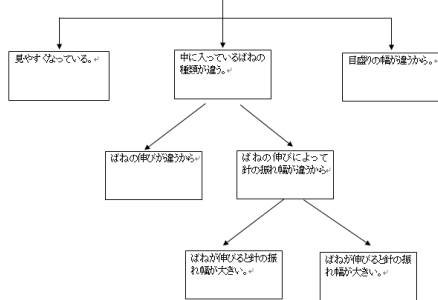 見やすくなっている。
中に入っているばねの
種類が違う。
目盛りの幅が違うから。
ばねの伸びが違うから
ばねの伸びによって
針の振れ幅が違うから
ばねが伸びると針の振
れ幅が大きい。
ばねが伸びると針の振
れ幅が大きい。